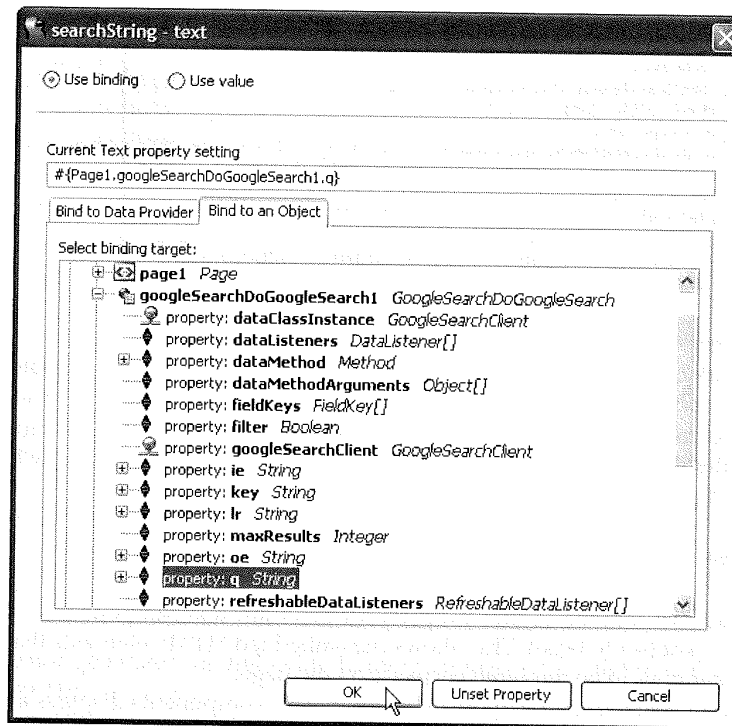 searchString - text
Use binding Use value
Current Text property setting
#{Page1.googleSearchDoGoogleSearch1.q}
Bind to Data Provider Bind to an Object
Select binding target:
page1 Page
googleSearchDoGoogleSearch1 GoogleSearchDoGoogleSearch
property: dataClassInstance GoogleSearchClient
property: dataListeners DataListener[]
property: dataMethod Method
property: dataMethodArguments Object[]
property: fieldKeys FieldKey[]
property: filter Boolean
property: googleSearchClient GoogleSearchClient
property: ie String
property: key String
property: lr String
property: maxResults Integer
property: oe String
property: q String
property: refreshableDataListeners RefreshableDataListener[]
OK Unset Property Cancel